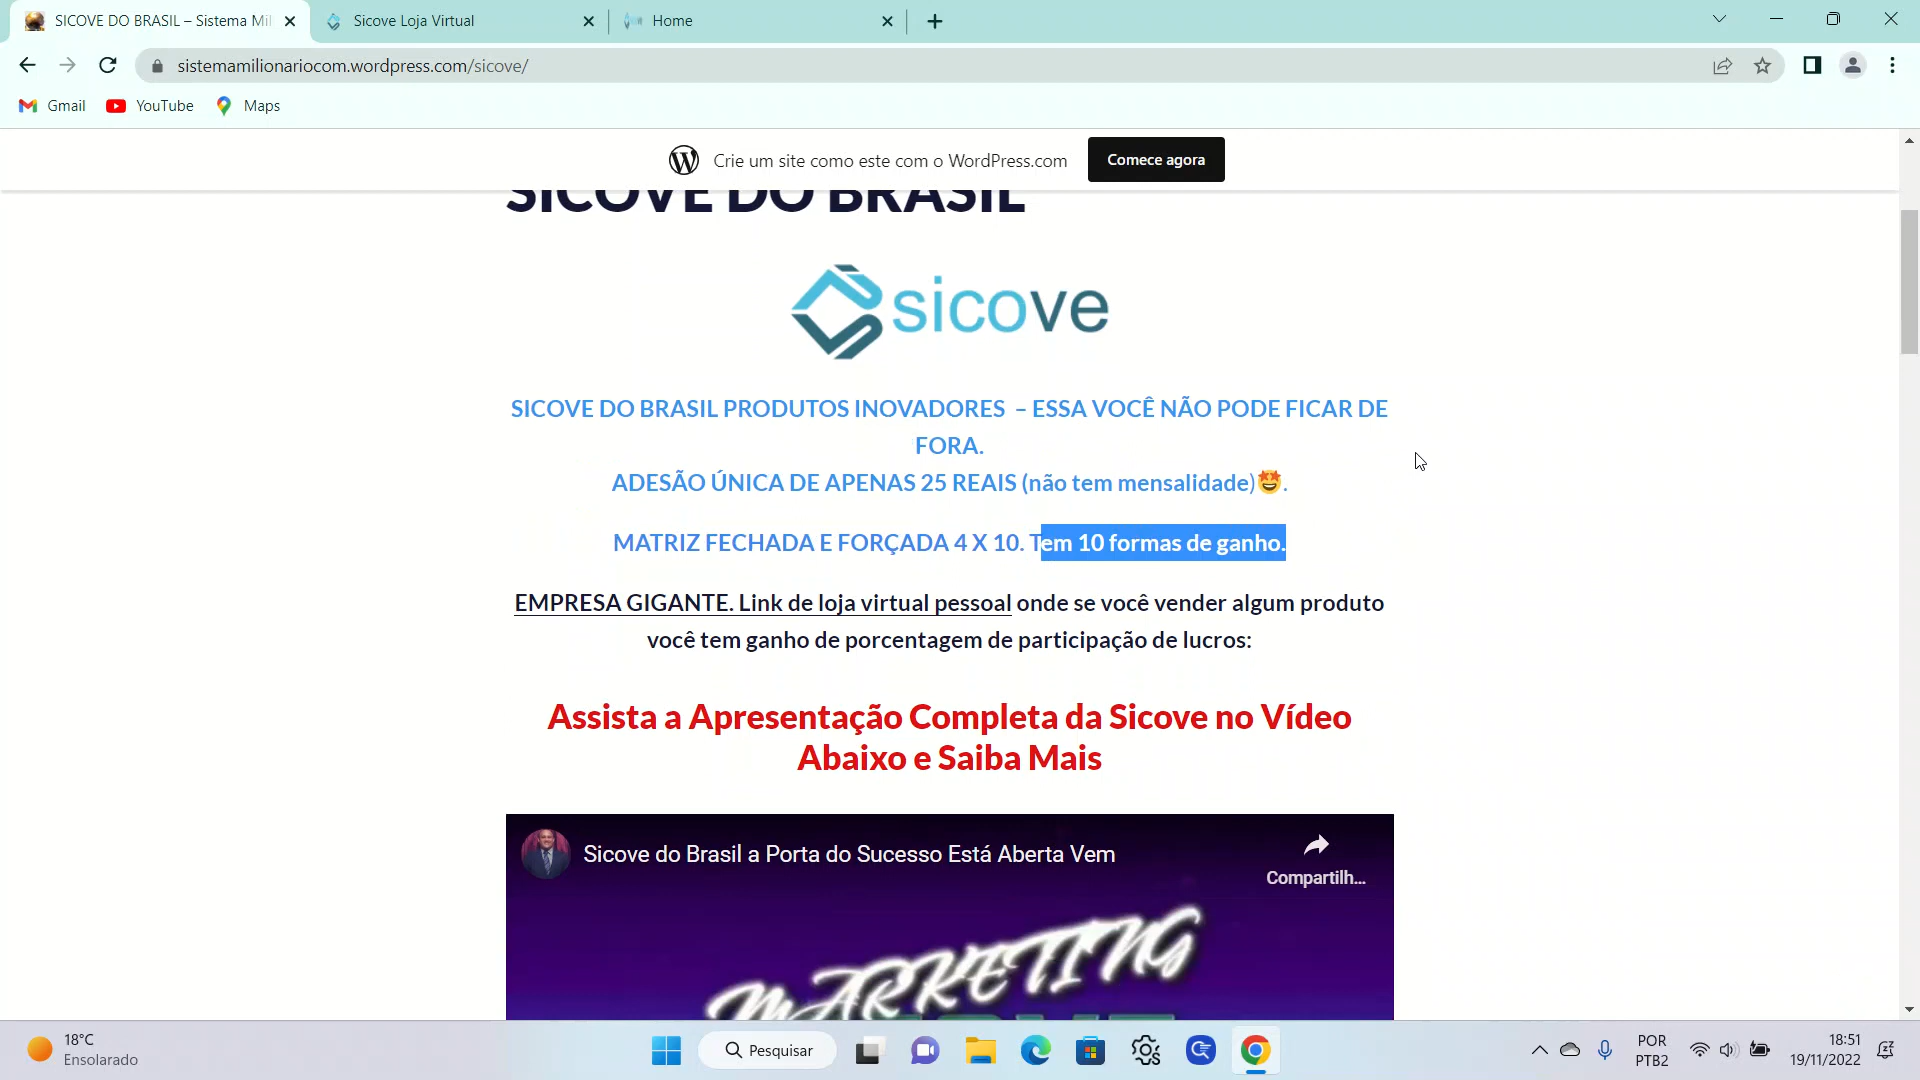 SICOVE DO BRASIL – Sistema Mil
Sicove Loja Virtual
Home
sistemamilionariocom.wordpress.com/sicove/
Gmail
YouTube
Maps
Crie um site como este com o WordPress.com
Comece agora
SICOVE DO BRASIL
sicove
SICOVE DO BRASIL PRODUTOS INOVADORES – ESSA VOCÊ NÃO PODE FICAR DE
FORA.
ADESÃO ÚNICA DE APENAS 25 REAIS (não tem mensalidade)🤩.
MATRIZ FECHADA E FORÇADA 4 X 10. Tem 10 formas de ganho.
EMPRESA GIGANTE. Link de loja virtual pessoal onde se você vender algum produto
você tem ganho de porcentagem de participação de lucros:
Assista a Apresentação Completa da Sicove no Vídeo
Abaixo e Saiba Mais
Sicove do Brasil a Porta do Sucesso Está Aberta Vem
Compartilh...
MARKETING
18°C
Ensolarado
Pesquisar
POR
PTB2
18:51
19/11/2022